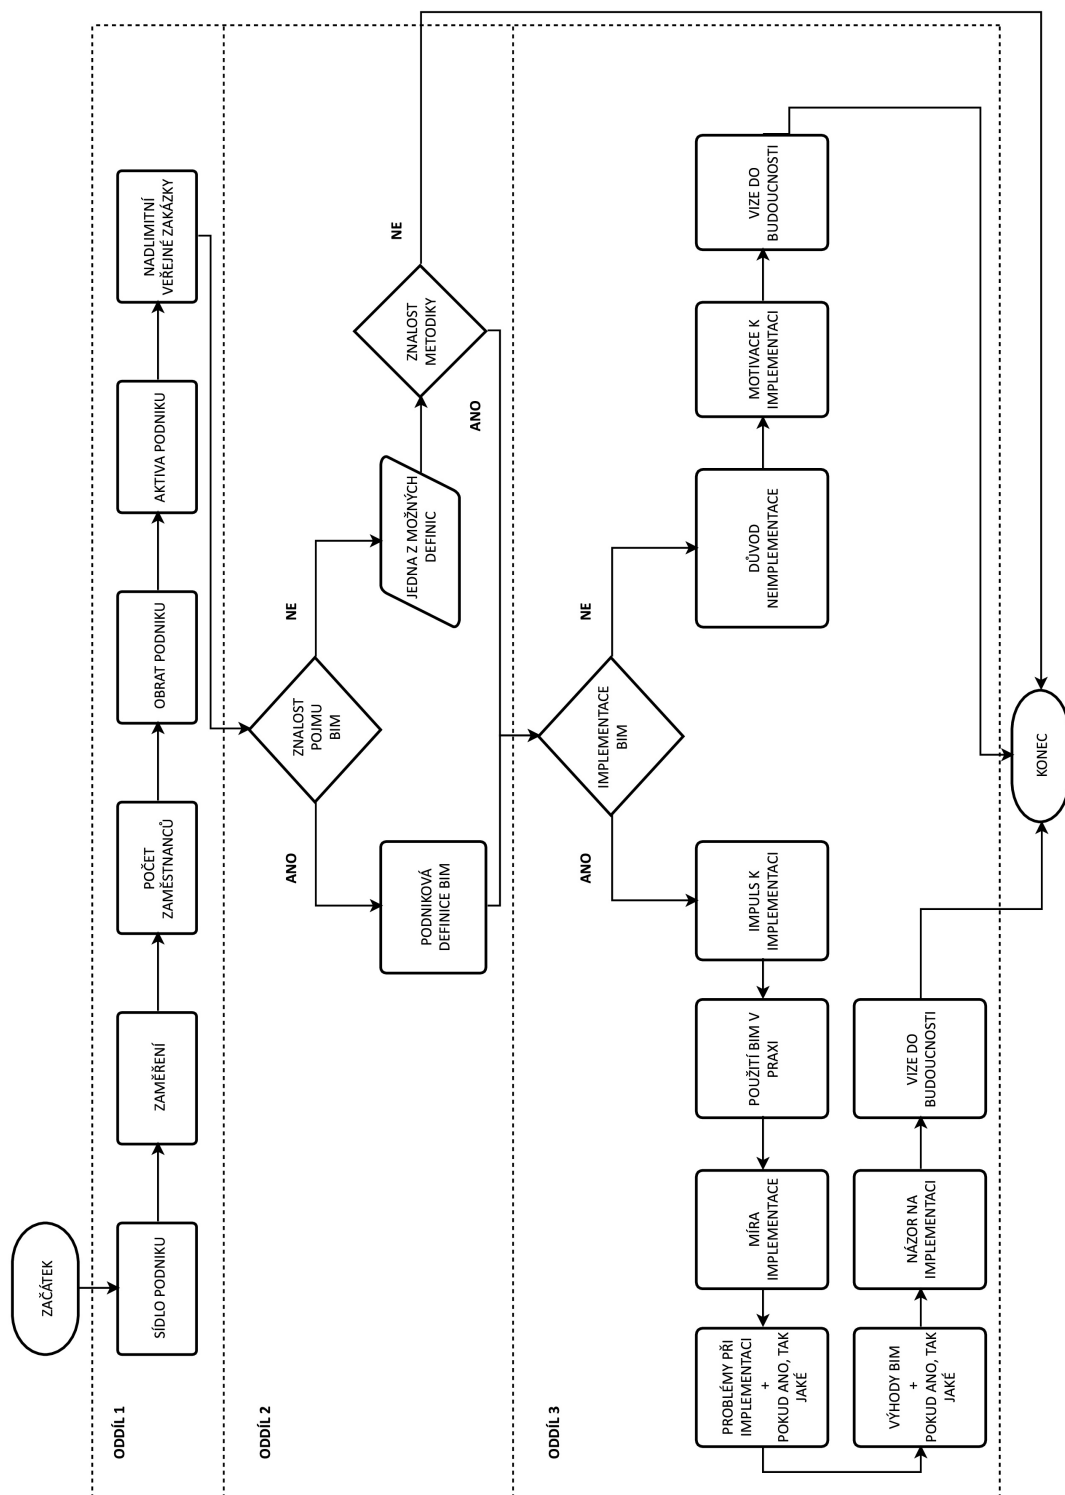 ZAČÁTEK
ODDÍL 1
SÍDLO PODNIKU
ZAMĚŘENÍ
POČET
ZAMĚSTNANCŮ
OBRAT PODNIKU
AKTIVA PODNIKU
NADLIMITNÍ
VEŘEJNÉ ZAKÁZKY
ODDÍL 2
ZNALOST
POJMU
BIM
ANO
NE
PODNIKOVÁ
DEFINICE BIM
JEDNA Z MOŽNÝCH
DEFINIC
ZNALOST
METODIKY
ANO
NE
ODDÍL 3
IMPLEMENTACE
BIM
ANO
NE
IMPULS K
IMPLEMENTACI
POUŽITÍ BIM V
PRAXI
MÍRA
IMPLEMENTACE
PROBLÉMY PŘI
IMPLEMENTACI
+
POKUD ANO, TAK
JAKÉ
VÝHODY BIM
+
POKUD ANO, TAK
JAKÉ
NÁZOR NA
IMPLEMENTACI
VIZE DO
BUDOUCNOSTI
DŮVOD
NEIMPLEMENTACE
MOTIVACE K
IMPLEMENTACI
VIZE DO
BUDOUCNOSTI
KONEC